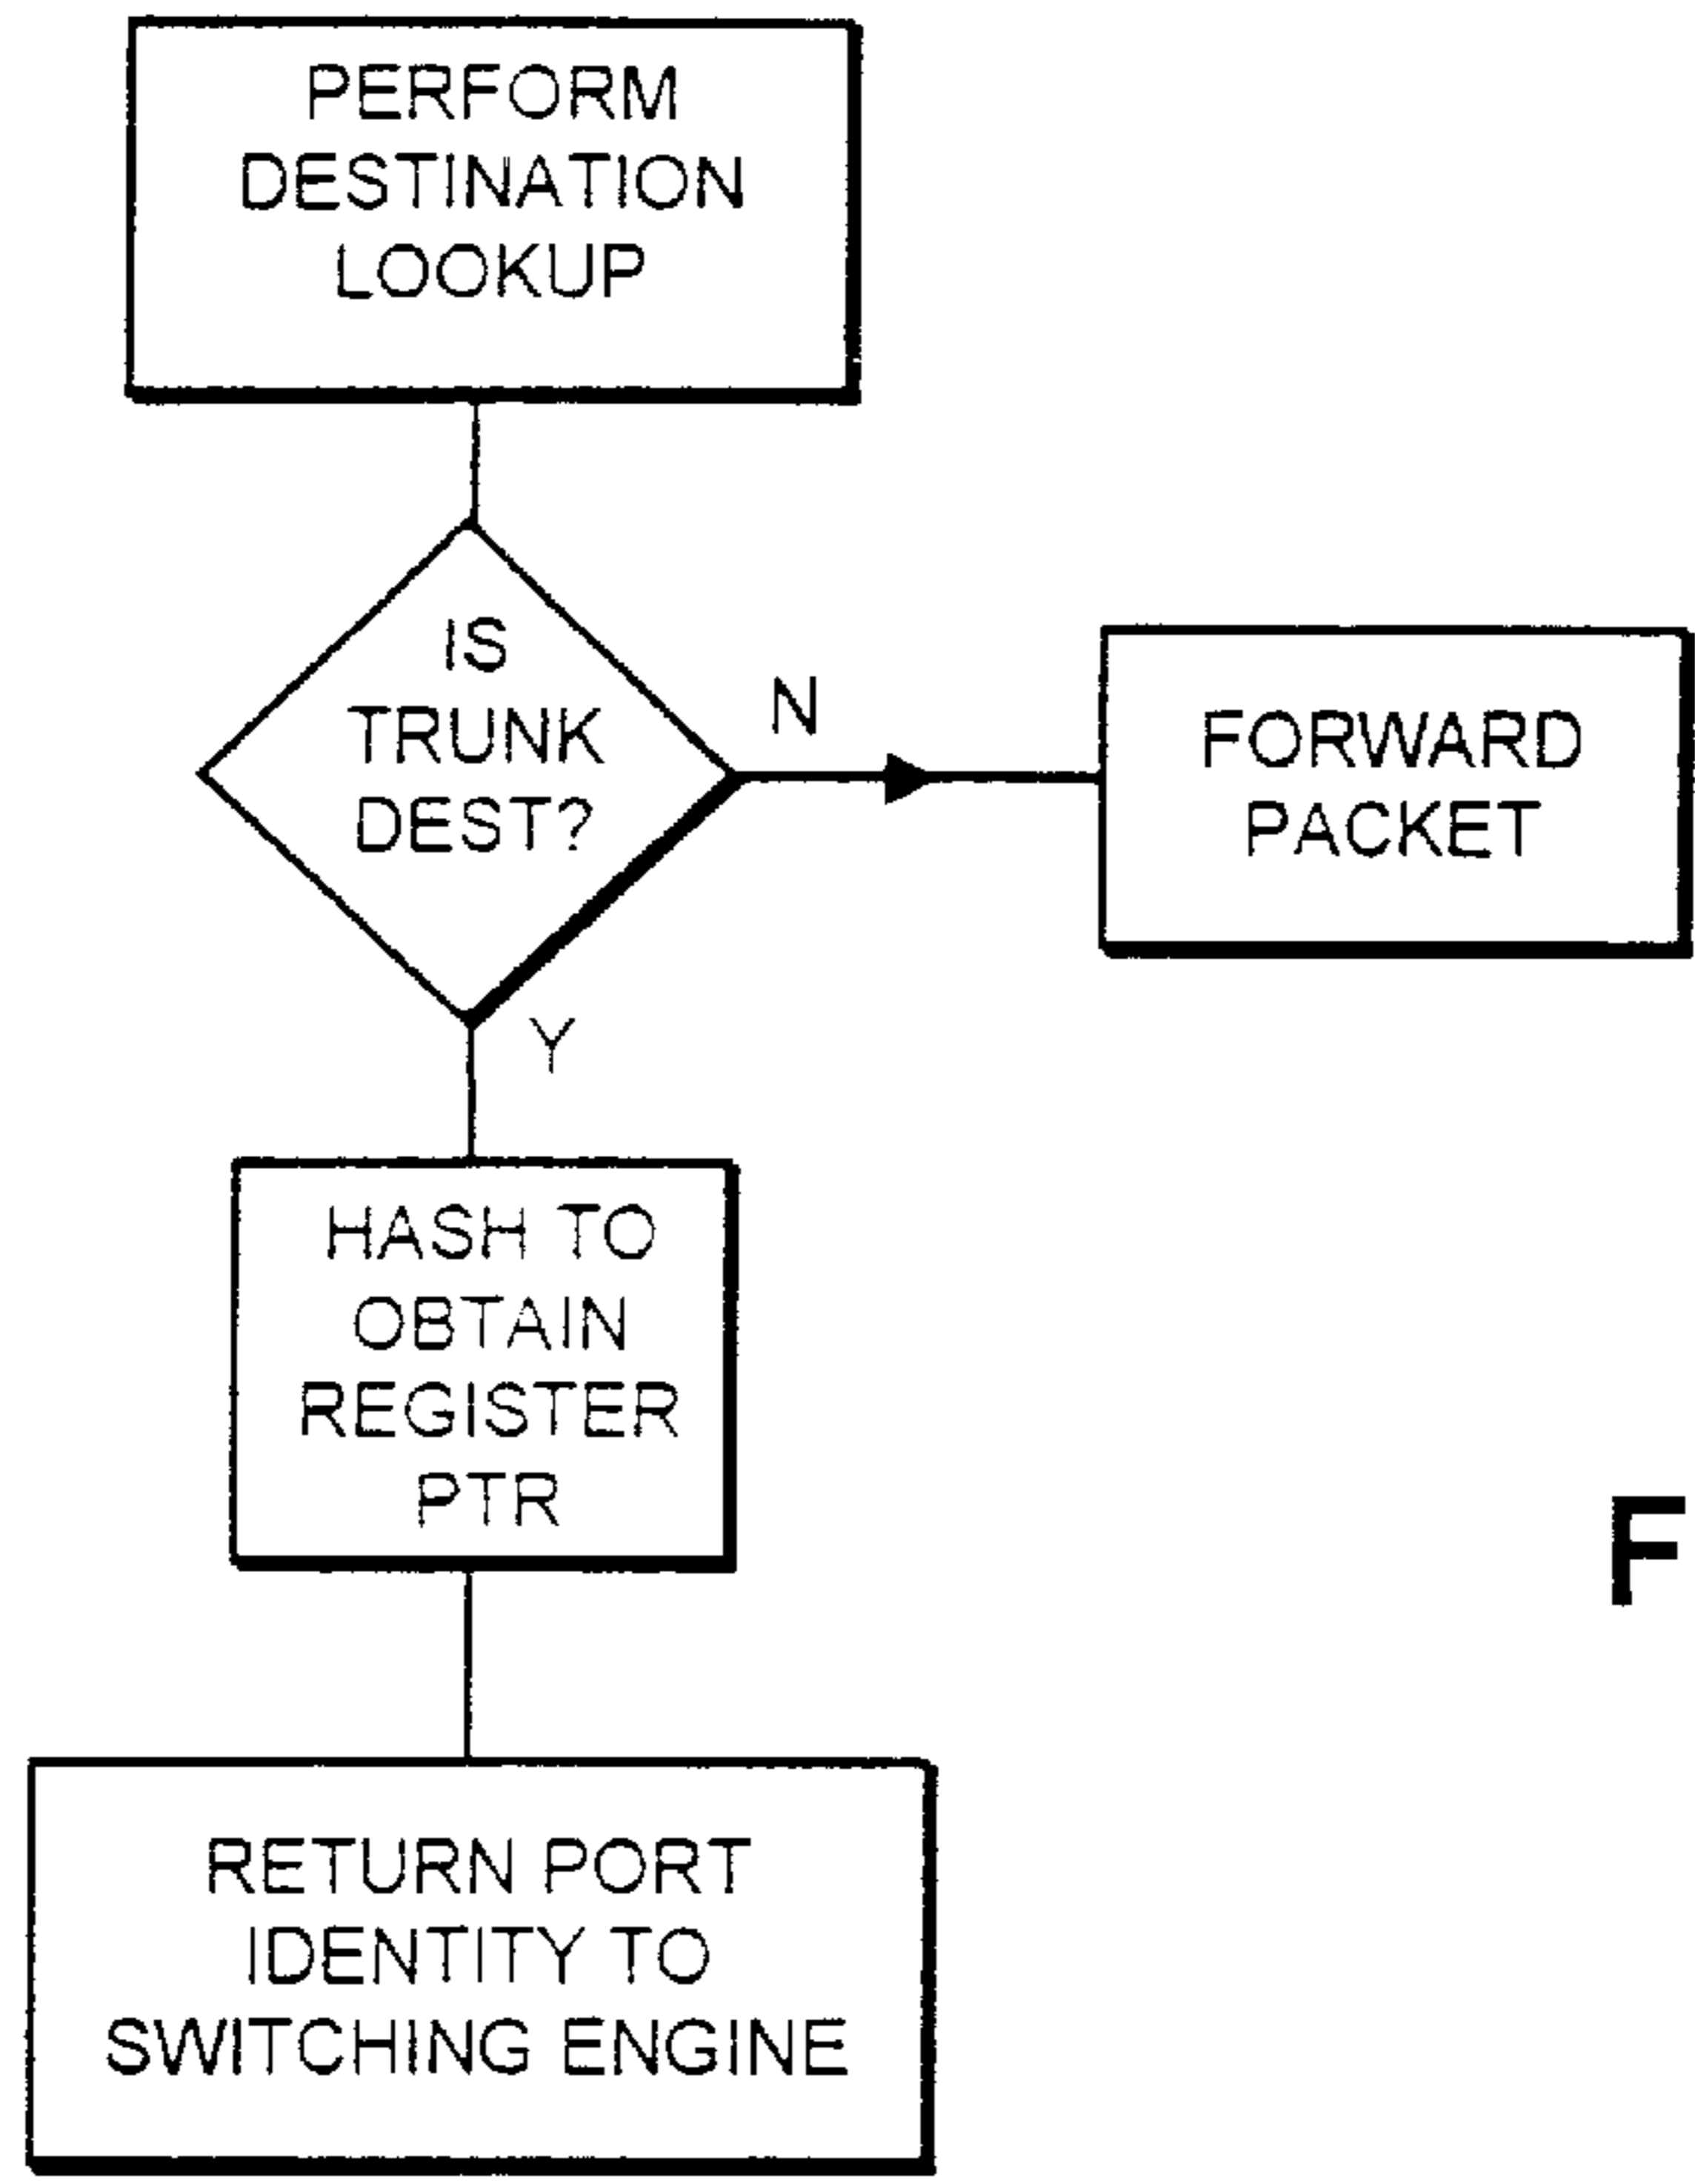 PERFORM
DESTINATION
LOOKUP
IS
TRUNK
DEST?
N
FORWARD
PACKET
Y
HASH TO
OBTAIN
REGISTER
PTR
F
RETURN PORT
IDENTITY TO
SWITCHING ENGINE